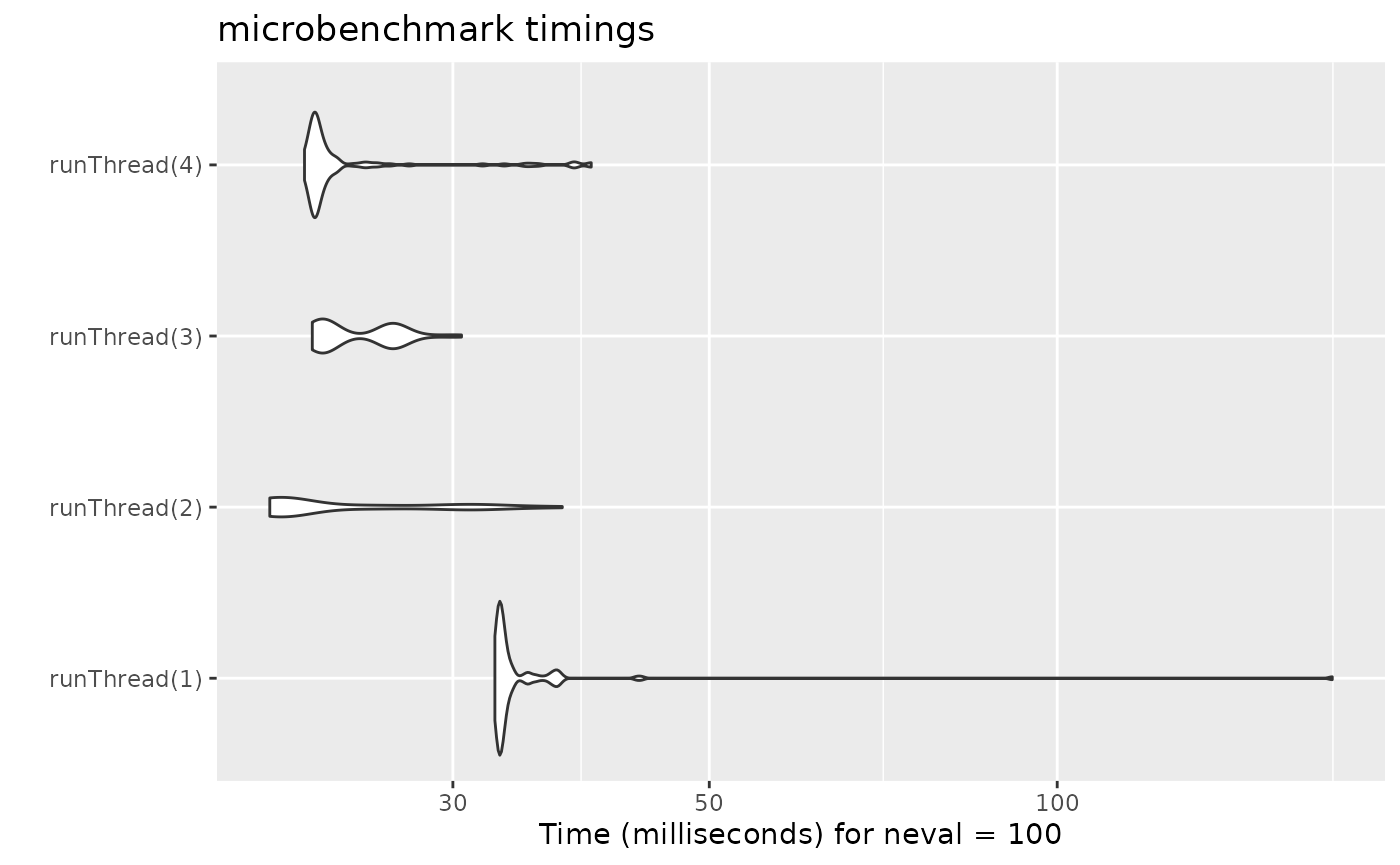 microbenchmark timings
runThread(4)
runThread(3)
runThread(2)
runThread(1)
30 50 100
Time (milliseconds) for neval = 100